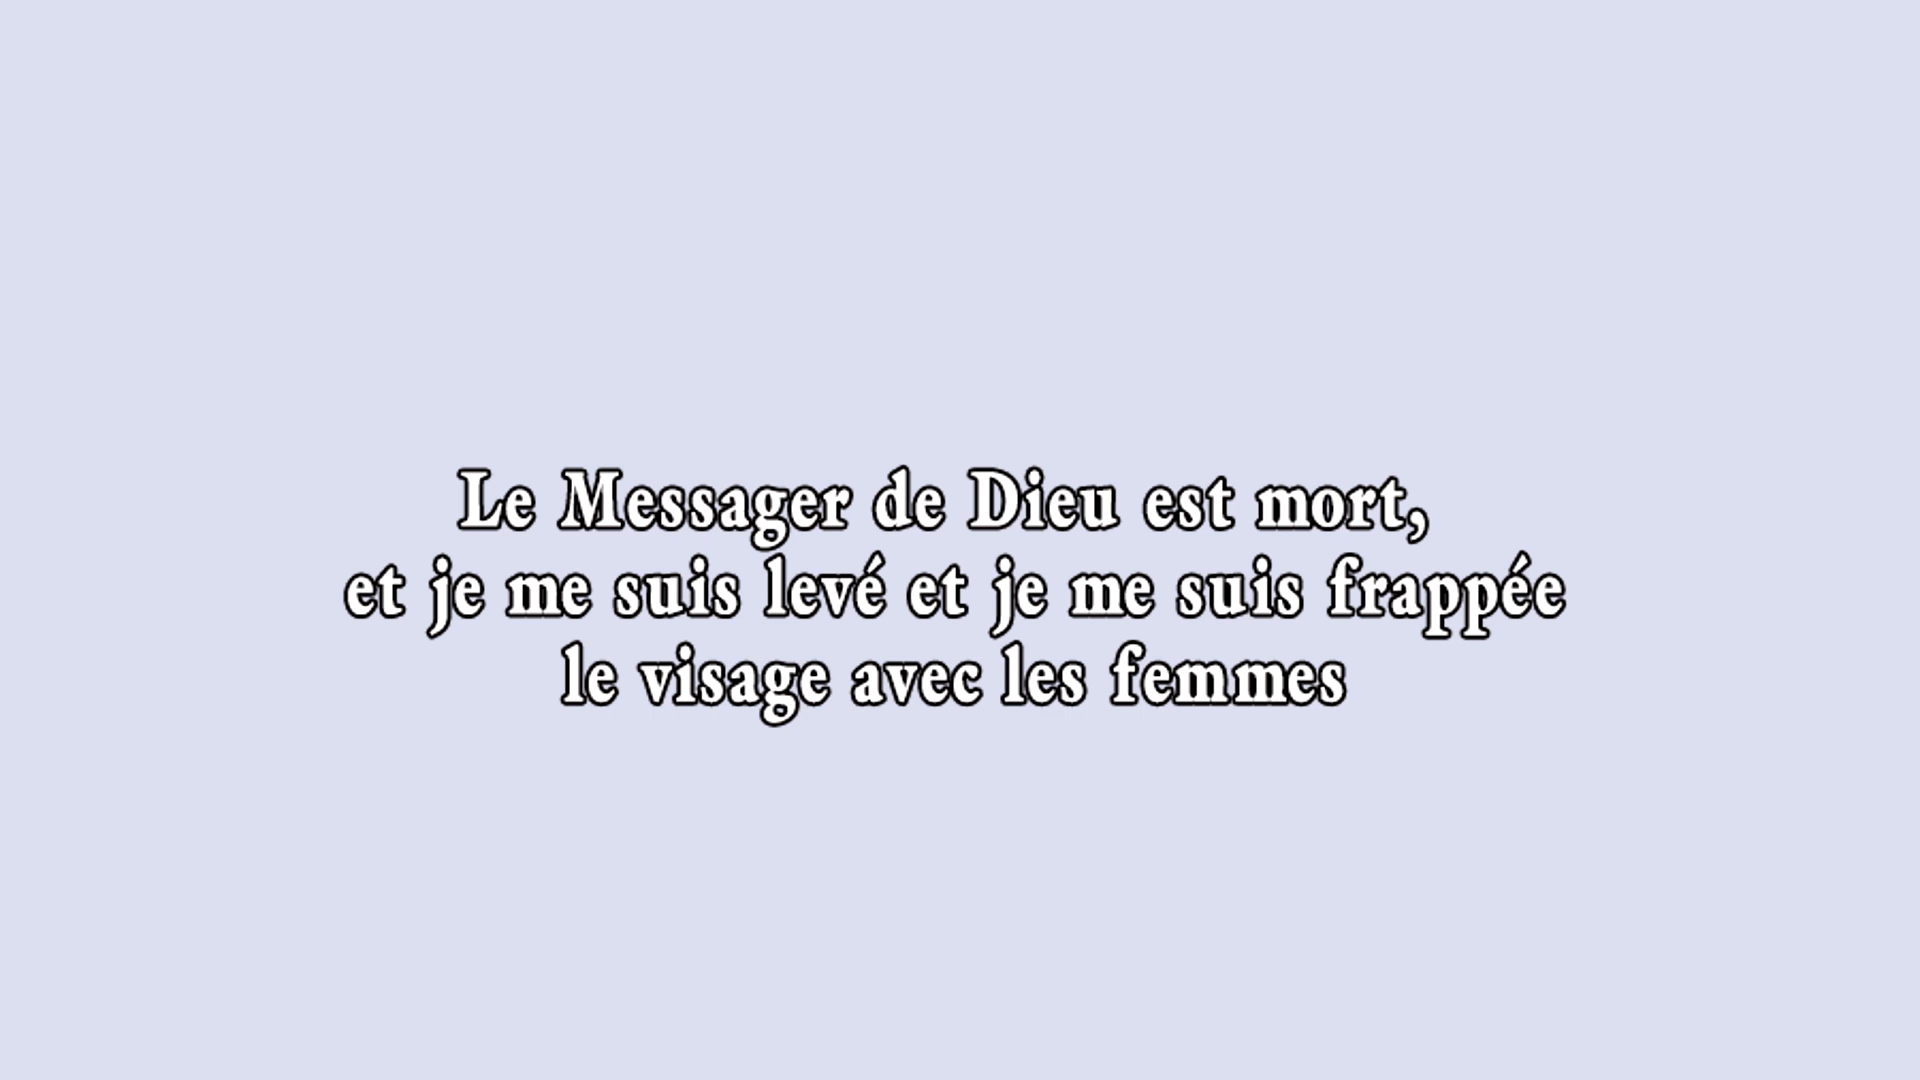 Le Messager de Dieu est mort,
et je me suis levé et je me suis frappée
le visage avec les femmes